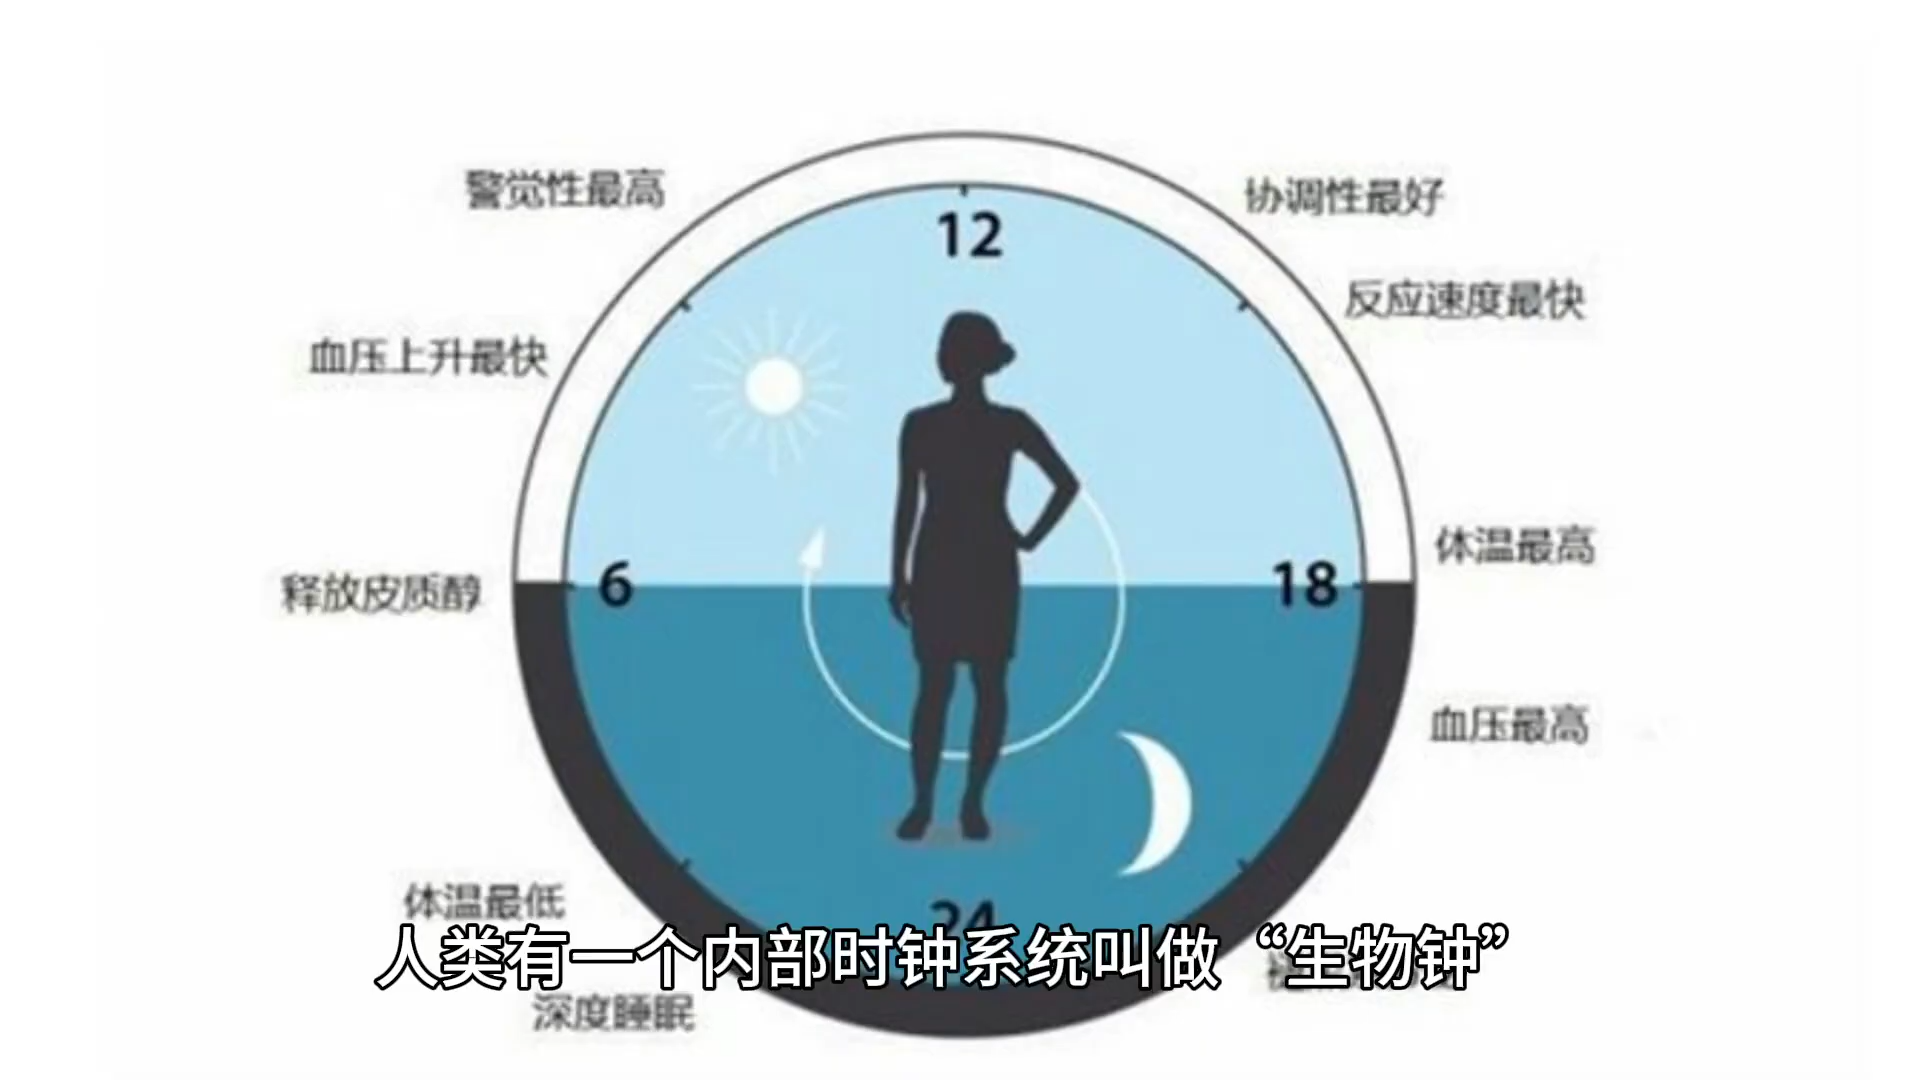 警觉性最高
协调性最好
12
反应速度最快
血压上升最快
体温最高
释放皮质醇
6
18
血压最高
体温最低
24
人类有一个内部时钟系统叫做“生物钟”
深度睡眠